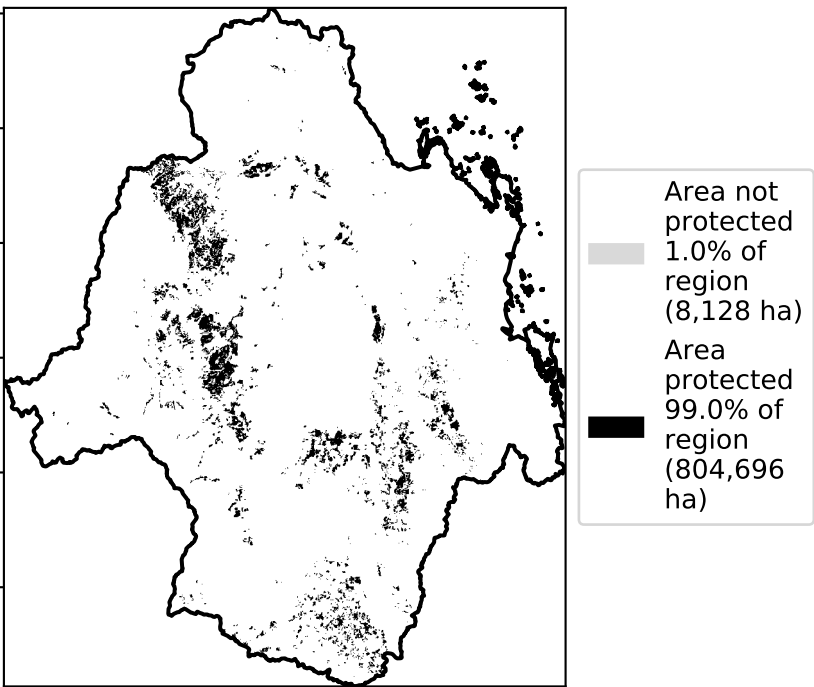 Area not
protected
1.0% of
region
(8,128 ha)
Area
protected
99.0% of
region
(804,696
ha)